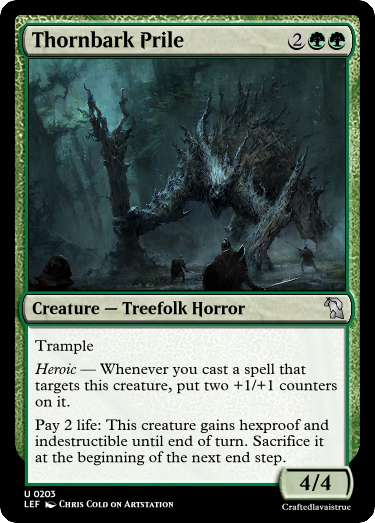 Thornbark Prile 2
Creature — Treefolk Horror
Trample
Heroic — Whenever you cast a spell that
targets this creature, put two +1/+1 counters
on it.
Pay 2 life: This creature gains hexproof and
indestructible until end of turn. Sacrifice it
at the beginning of the next end step.
4/4
U 0203
LEF Chris Cold on Artstation
Craftedlavaistrue